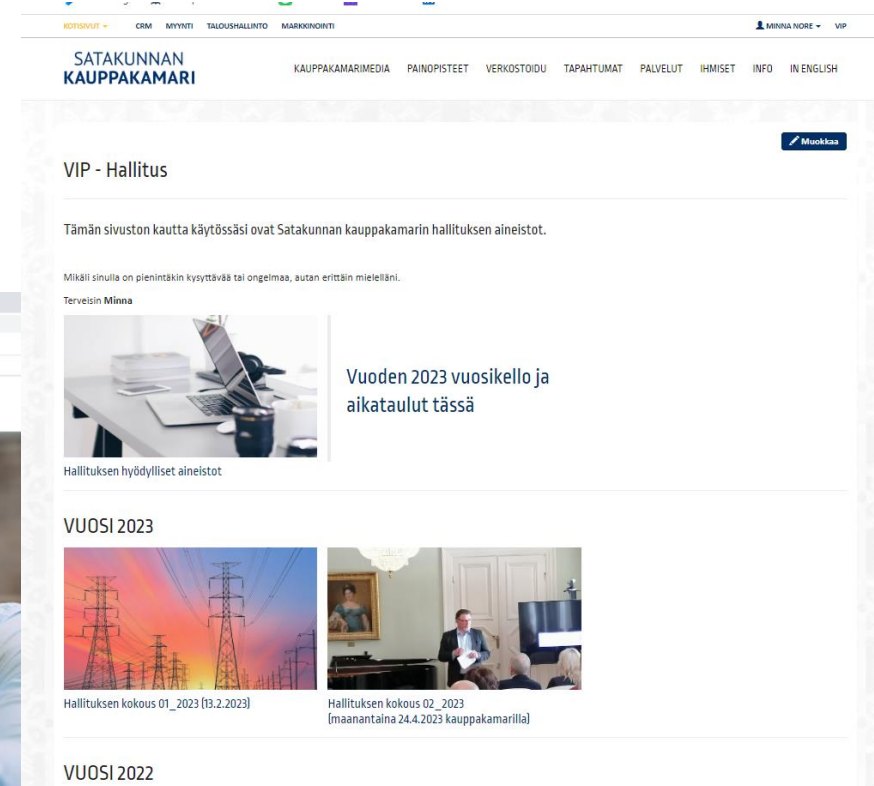 KOTISIVUT CRM MYYNTI TALOUSHALLINTO MARKKINOINTI MINNA NORE VIP
SATAKUNNAN
KAUPPAKAMARI
KAUPPAKAMARIMEDIA PAINOPISTEET VERKOSTOIDU TAPAHTUMAT PALVELUT IHMISET INFO IN ENGLISH
Muokkaa
VIP - Hallitus
Tämän sivuston kautta käytössäsi ovat Satakunnan kauppakamarin hallituksen aineistot.
Mikäli sinulla on pienintäkin kysyttävää tai ongelmaa, autan erittäin mielelläni.
Terveisin Minna
Vuoden 2023 vuosikello ja
aikataulut tässä
Hallituksen hyödylliset aineistot
VUOSI 2023
Hallituksen kokous 01_2023 (13.2.2023)
Hallituksen kokous 02_2023
(maanantaina 24.4.2023 kauppakamarilla)
VUOSI 2022